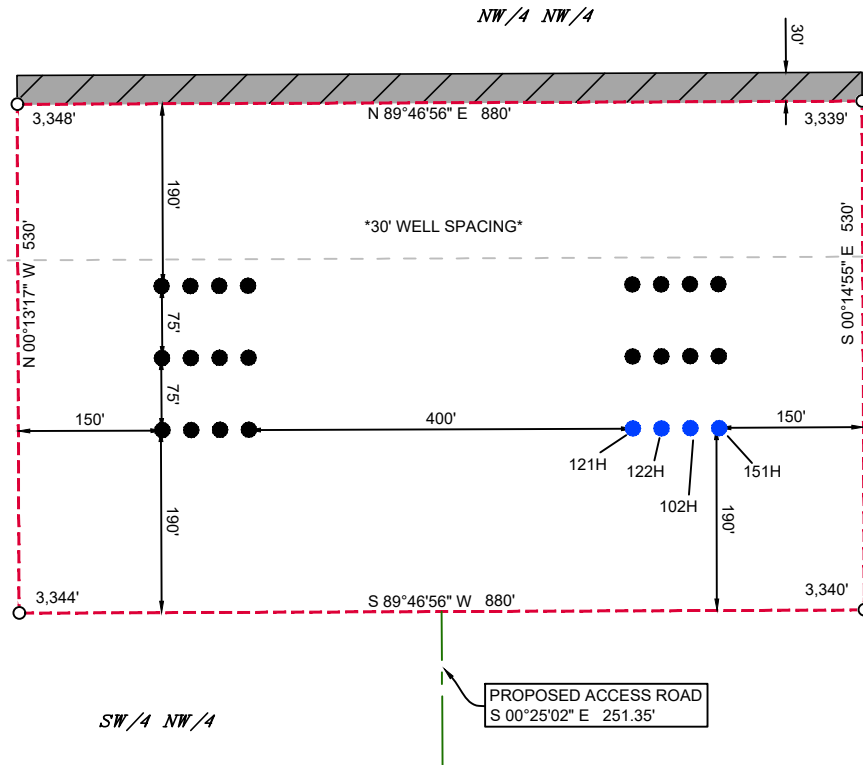 NW/4 NW/4
30'
3,348'
N 89°46'56" E 880'
3,339'
190'
*30' WELL SPACING*
N 00°13'17" W 530'
S 00°14'55" E 530'
75'
75'
150'
400'
150'
121H
122H
102H
151H
190'
190'
3,344'
S 89°46'56" W 880'
3,340'
PROPOSED ACCESS ROAD
S 00°25'02" E 251.35'
SW/4 NW/4